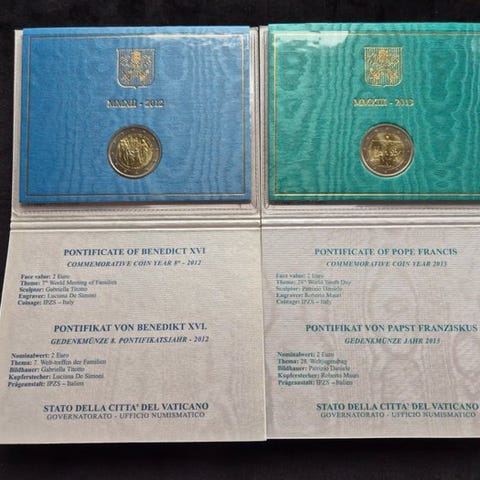 MMXII - 2012
PONTIFICATE OF BENEDICT XVI
COMMEMORATIVE COIN YEAR 8° - 2012
Face value: 2 Euro
Theme: 7th World Meeting of Families
Sculptor: Gabriella Titotto
Engraver: Luciana De Simoni
Coinage: IPZS – Italy
PONTIFIKAT VON BENEDIKT XVI.
GEDENKMÜNZE 8. PONTIFIKATSJAHR - 2012
Nominalwert: 2 Euro
Thema: 7. Welt-treffen der Familien
Bildhauer: Gabriella Titotto
Kupferstecher: Luciana De Simoni
Prägeanstalt: IPZS – Italien
STATO DELLA CITTA' DEL VATICANO
GOVERNATORATO - UFFICIO NUMISMATICO
MMXIII - 2013
PONTIFICATE OF POPE FRANCIS
COMMEMORATIVE COIN YEAR 2013
Face value: 2 Euro
Theme: 28th World Youth Day
Sculptor: Patrizio Daniele
Engraver: Roberto Mauri
Coinage: IPZS – Italy
PONTIFIKAT VON PAPST FRANZISKUS
GEDENKMÜNZE JAHR 2013
Nominalwert: 2 Euro
Thema: 28. Weltjugendtag
Bildhauer: Patrizio Daniele
Kupferstecher: Roberto Mauri
Prägeanstalt: IPZS – Italien
STATO DELLA CITTA' DEL VATICANO
GOVERNATORATO - UFFICIO NUMISMATICO